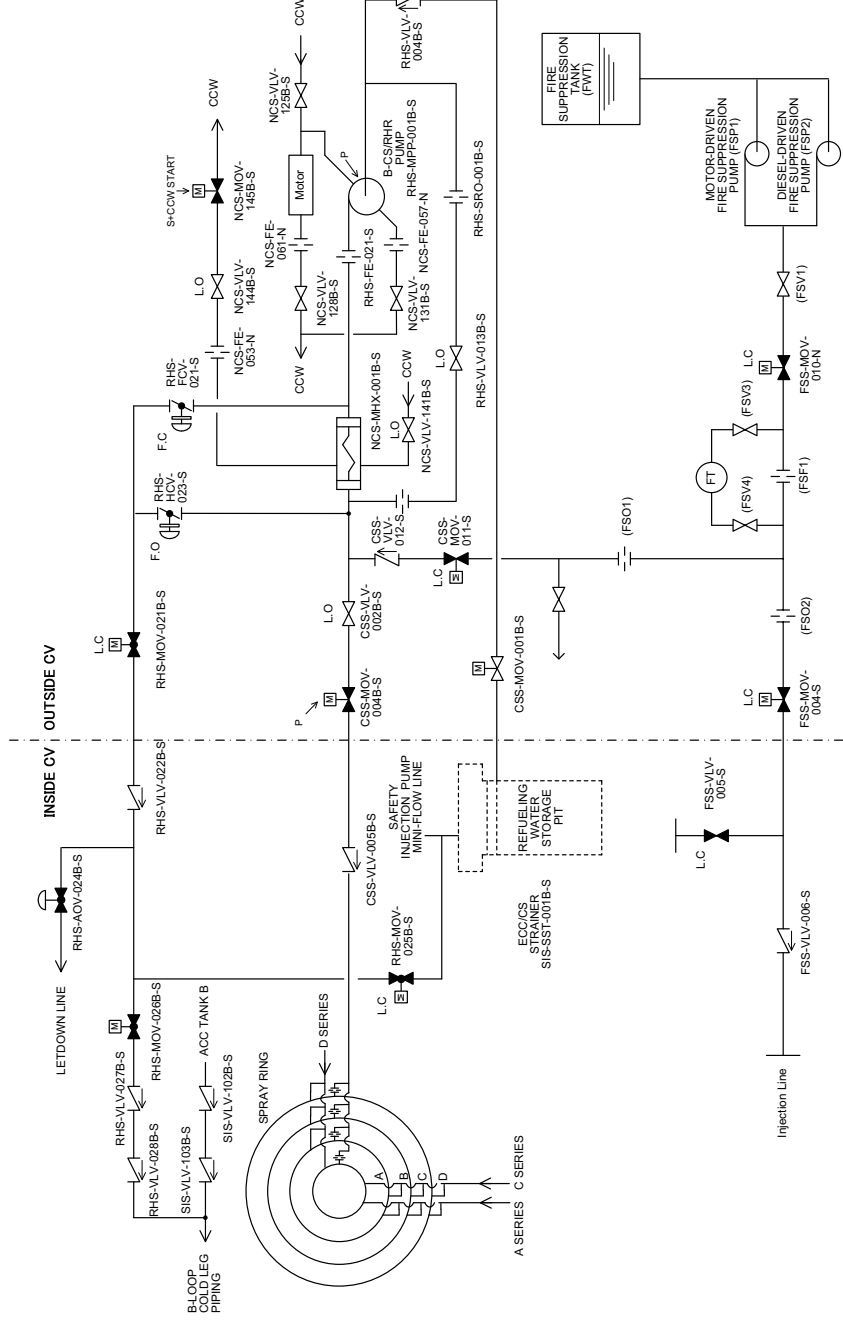 INSIDE CV
OUTSIDE CV
LETDOWN LINE
RHS-AOV-024B-S
L.C
M
RHS-MOV-021B-S
F.O
RHS-
HCV-
023-S
F.C
RHS-
FCV-
021-S
NCS-FE-
053-N
L.O
NCS-VLV-
144B-S
S+CCW START
M
NCS-MOV-
145B-S
CCW
RHS-VLV-027B-S
M
RHS-MOV-026B-S
RHS-VLV-022B-S
RHS-VLV-028B-S
ACC TANK B
SIS-VLV-103B-S
SIS-VLV-102B-S
B-LOOP
COLD LEG
PIPING
CCW
NCS-VLV-
128B-S
NCS-FE-
061-N
Motor
NCS-VLV-
125B-S
CCW
SPRAY RING
D SERIES
A
B
C
D
A SERIES
C SERIES
CSS-VLV-005B-S
P
M
CSS-MOV-
004B-S
L.O
CSS-VLV-
002B-S
NCS-MHX-001B-S
RHS-FE-021-S
P
B-CS/RHR
PUMP
RHS-MPP-001B-S
NCS-VLV-
131B-S
NCS-FE-057-N
RHS-VLV-
004B-S
L.C
M
RHS-MOV-
025B-S
SAFETY
INJECTION PUMP
MINI-FLOW LINE
CSS-
VLV-
012-S
L.C
M
CSS-
MOV-
011-S
L.O
NCS-VLV-141B-S
CCW
L.O
RHS-VLV-013B-S
RHS-SRO-001B-S
ECC/CS
STRAINER
SIS-SST-001B-S
REFUELING
WATER
STORAGE
PIT
M
CSS-MOV-001B-S
(FSO1)
FIRE
SUPPRESSION
TANK
(FWT)
L.C
FSS-VLV-
005-S
FT
(FSV4)
(FSV3)
MOTOR-DRIVEN
FIRE SUPPRESSION
PUMP (FSP1)
DIESEL-DRIVEN
FIRE SUPPRESSION
PUMP (FSP2)
Injection Line
FSS-VLV-006-S
L.C
M
FSS-MOV-
004-S
(FSO2)
(FSF1)
L.C
M
FSS-MOV-
010-N
(FSV1)